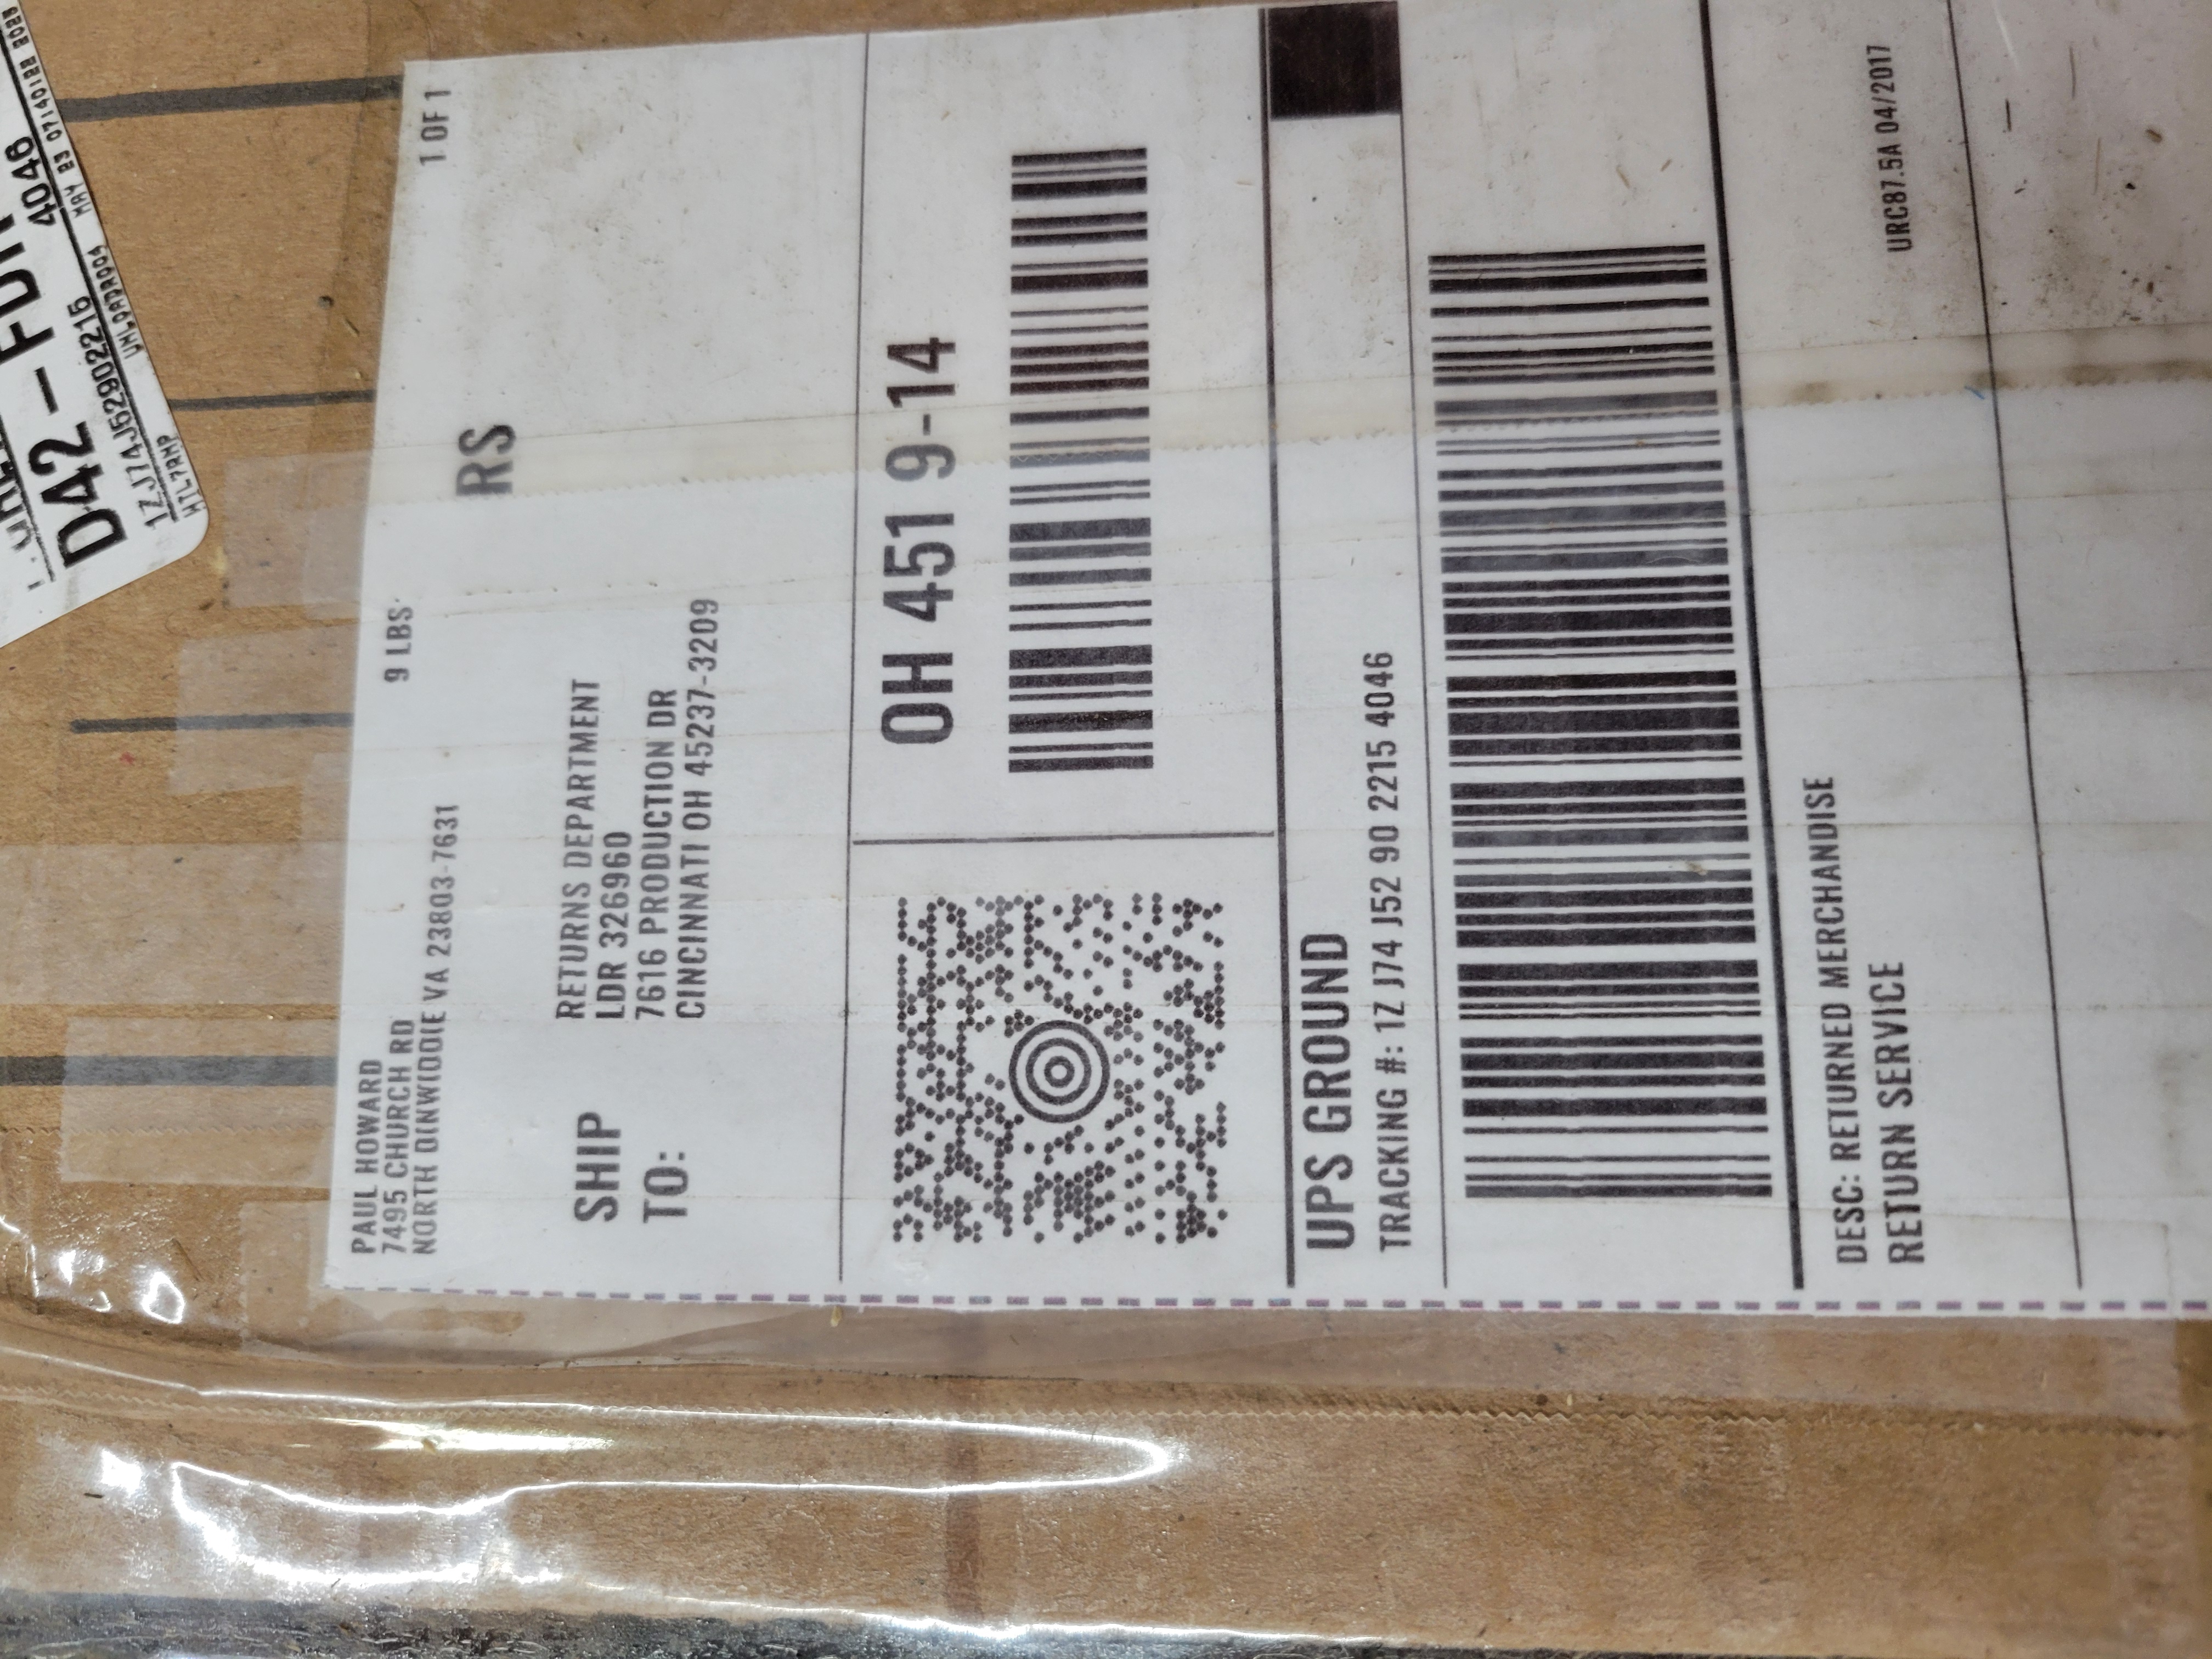 PAUL HOWARD
7495 CHURCH RD
NORTH DINWIDDIE VA 23803-7631
9 LBS
1 OF 1
RS
SHIP
TO:
RETURNS DEPARTMENT
LDR 326960
7616 PRODUCTION DR
CINCINNATI OH 45237-3209
OH 451 9-14
UPS GROUND
TRACKING #: 1Z J74 J52 90 2215 4046
DESC: RETURNED MERCHANDISE
RETURN SERVICE
URC87.5A 04/2017
D42 -
4046
1ZJ74J5290221​5